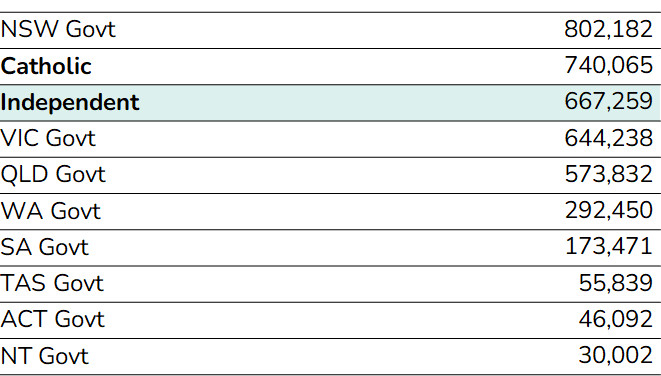 NSW Govt 802,182
Catholic 740,065
Independent 667,259
VIC Govt 644,238
QLD Govt 573,832
WA Govt 292,450
SA Govt 173,471
TAS Govt 55,839
ACT Govt 46,092
NT Govt 30,002